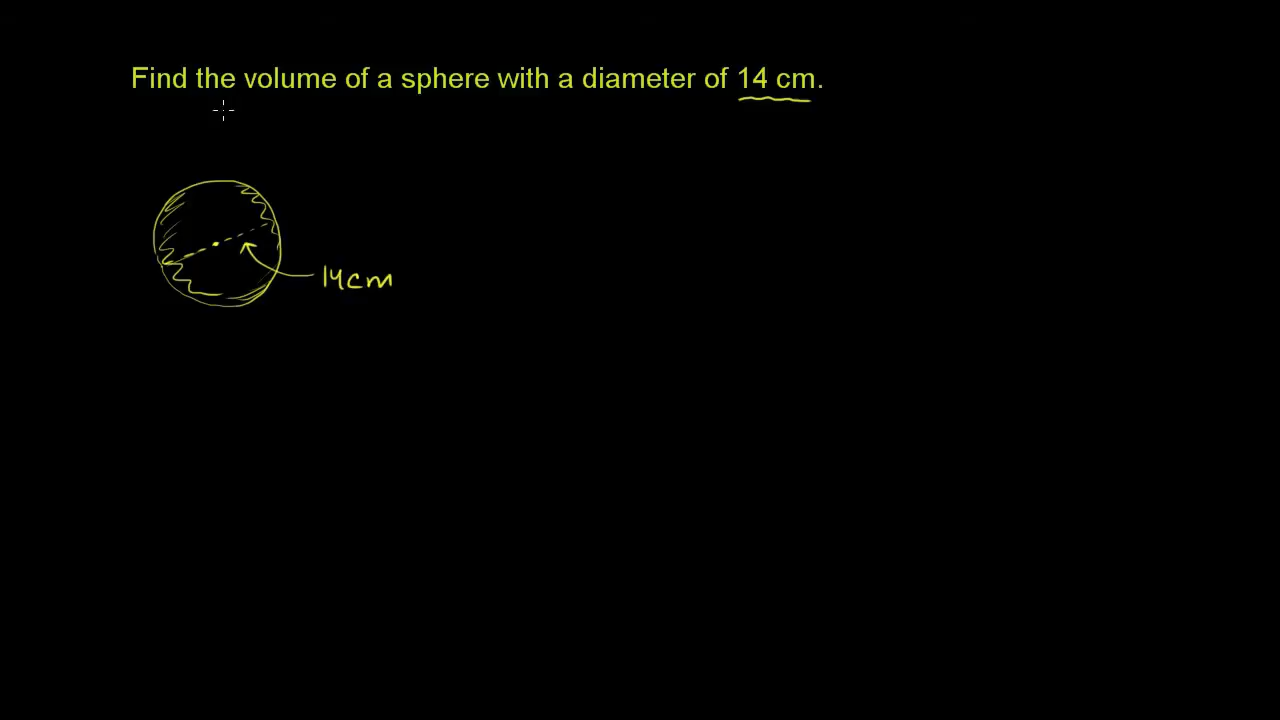 Find the volume of a sphere with a diameter of 14 cm.
14cm